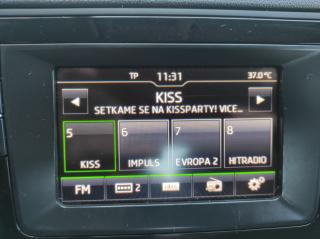 TP 11:31 37.0°C
KISS
SETKAME SE NA KISSPARTY! VICE...
5 6 7 8
KISS IMPULS EVROPA 2 HITRADIO
FM 2